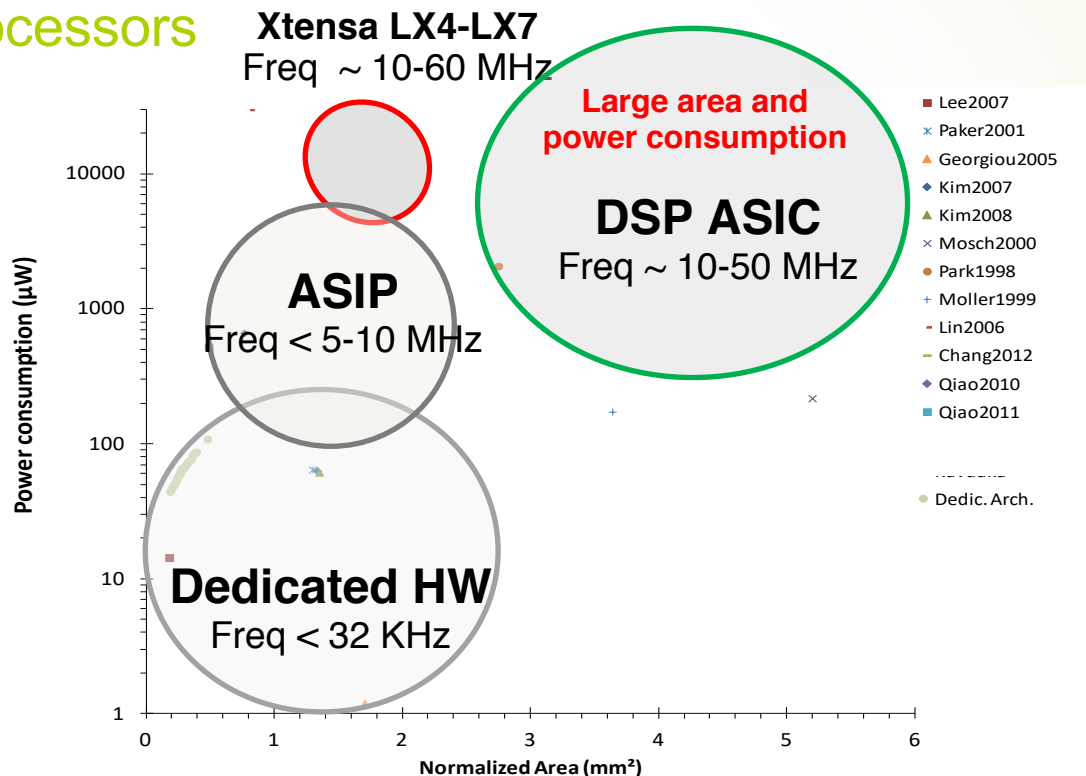 ocessors
Xtensa LX4-LX7
Freq ~ 10-60 MHz
Large area and
power consumption
DSP ASIC
Freq ~ 10-50 MHz
ASIP
Freq < 5-10 MHz
Dedicated HW
Freq < 32 KHz
Power consumption (µW)
10000
1000
100
10
1
0
1
2
3
4
5
6
Normalized Area (mm²)
Lee2007
Paker2001
Georgiou2005
Kim2007
Kim2008
Mosch2000
Park1998
Moller1999
Lin2006
Chang2012
Qiao2010
Qiao2011
Dedic. Arch.